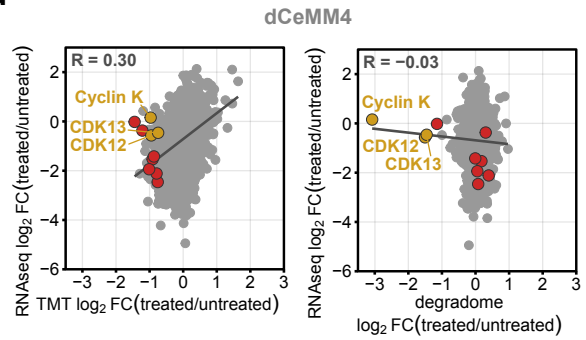 dCeMM4
RNAseq log2 FC(treated/untreated)
2
0
−2
−4
−6
R = 0.30
Cyclin K
CDK13
CDK12
−3 −2 −1 0 1 2 3
TMT log2 FC(treated/untreated)
RNAseq log2 FC(treated/untreated)
2
0
−2
−4
−6
R = −0.03
Cyclin K
CDK12
CDK13
−3 −2 −1 0 1 2 3
degradome
log2 FC(treated/untreated)